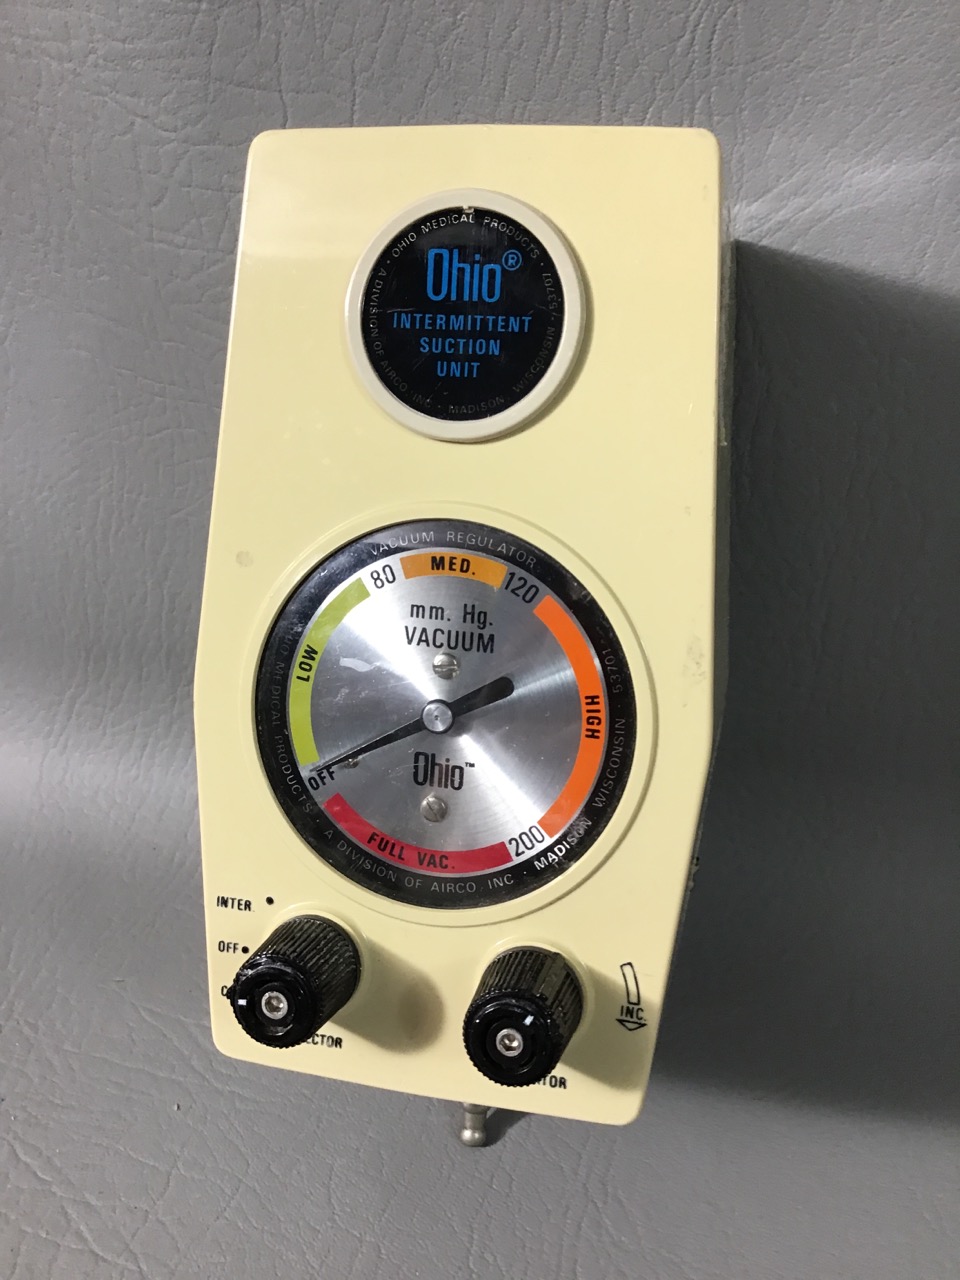 OHIO MEDICAL PRODUCTS · A DIVISION OF AIRCO, INC. · MADISON, WISCONSIN 53707 ·
Ohio®
INTERMITTENT
SUCTION
UNIT
VACUUM REGULATOR
80 MED. 120
mm. Hg.
VACUUM
LOW
HIGH
OFF
Ohio™
FULL VAC.
200
OHIO MEDICAL PRODUCTS · A DIVISION OF AIRCO INC · MADISON WISCONSIN 53701
INTER.
OFF
INC.